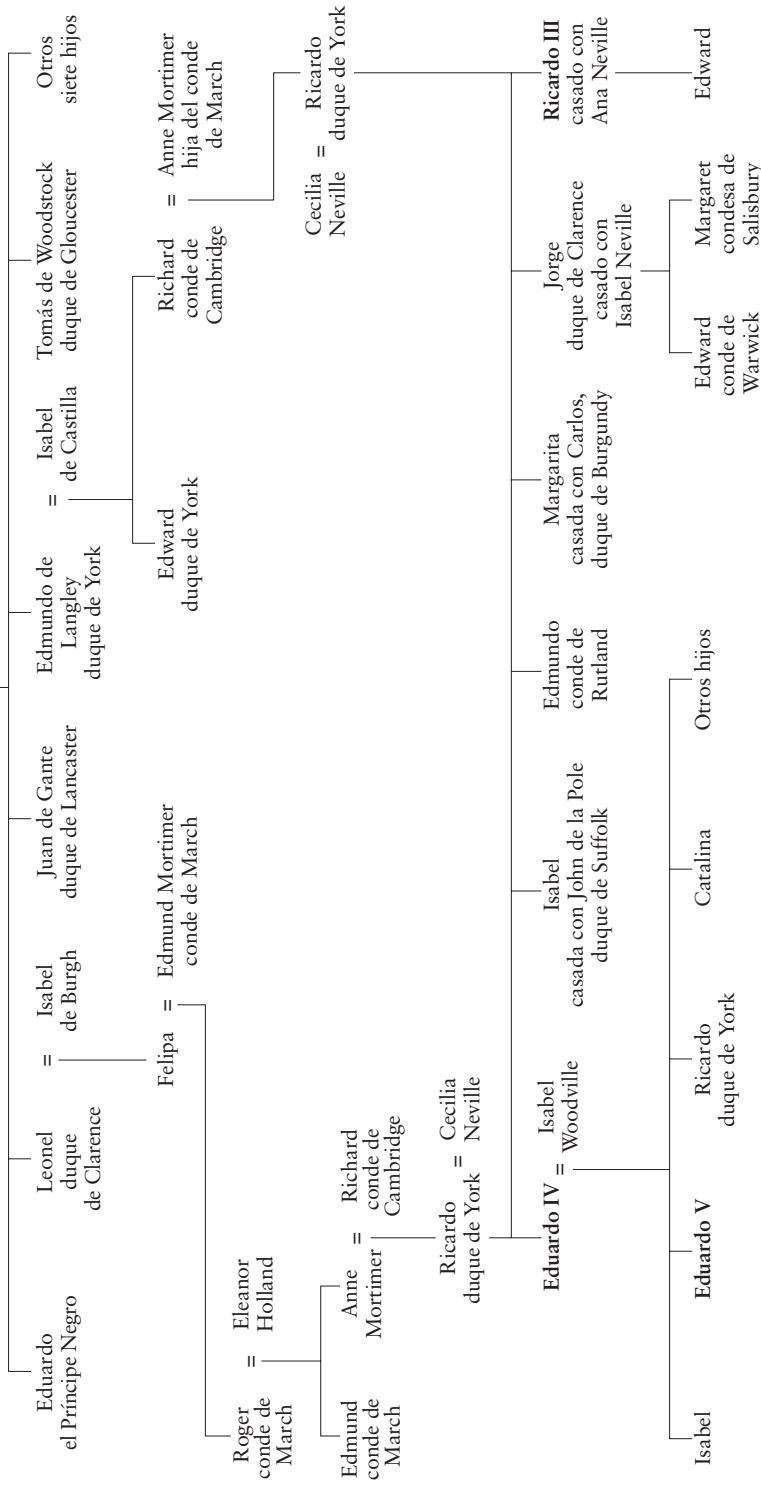 Eduardo
el Príncipe Negro
Leonel
duque
de Clarence
=
Isabel
de Burgh
Juan de Gante
duque de Lancaster
Edmundo de
Langley
duque de York
=
Isabel
de Castilla
Tomás de Woodstock
duque de Gloucester
Otros
siete hijos
Felipa
=
Edmund Mortimer
conde de March
Edward
duque de York
Richard
conde de
Cambridge
=
Anne Mortimer
hija del conde
de March
Roger
conde de
March
=
Eleanor
Holland
Cecilia
Neville
=
Ricardo
duque de York
Edmund
conde de
March
Anne
Mortimer
=
Richard
conde de
Cambridge
Ricardo
duque de York
=
Cecilia
Neville
Eduardo IV
=
Isabel
Woodville
Isabel
casada con John de la Pole
duque de Suffolk
Edmundo
conde de
Rutland
Margarita
casada con Carlos,
duque de Burgundy
Jorge
duque de Clarence
casado con
Isabel Neville
Ricardo III
casado con
Ana Neville
Isabel
Eduardo V
Ricardo
duque de York
Catalina
Otros hijos
Edward
conde de
Warwick
Margaret
condesa de
Salisbury
Edward